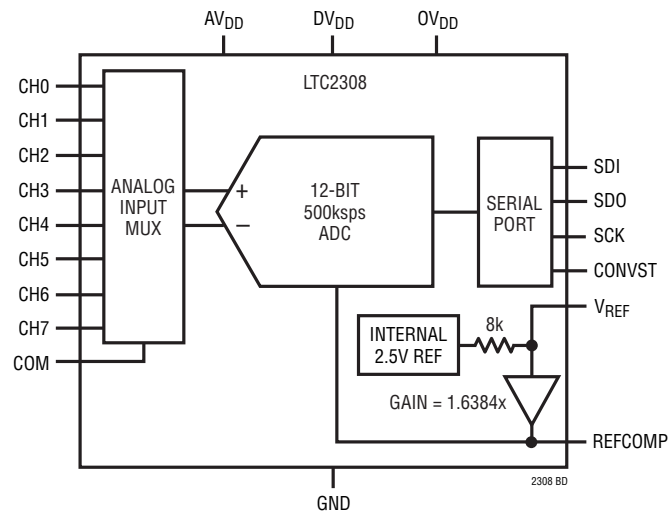 AVDD
DVDD
OVDD
LTC2308
CH0
CH1
CH2
CH3
CH4
CH5
CH6
CH7
COM
ANALOG
INPUT
MUX
+
–
12-BIT
500ksps
ADC
SERIAL
PORT
SDI
SDO
SCK
CONVST
VREF
INTERNAL
2.5V REF
8k
GAIN = 1.6384x
REFCOMP
2308 BD
GND